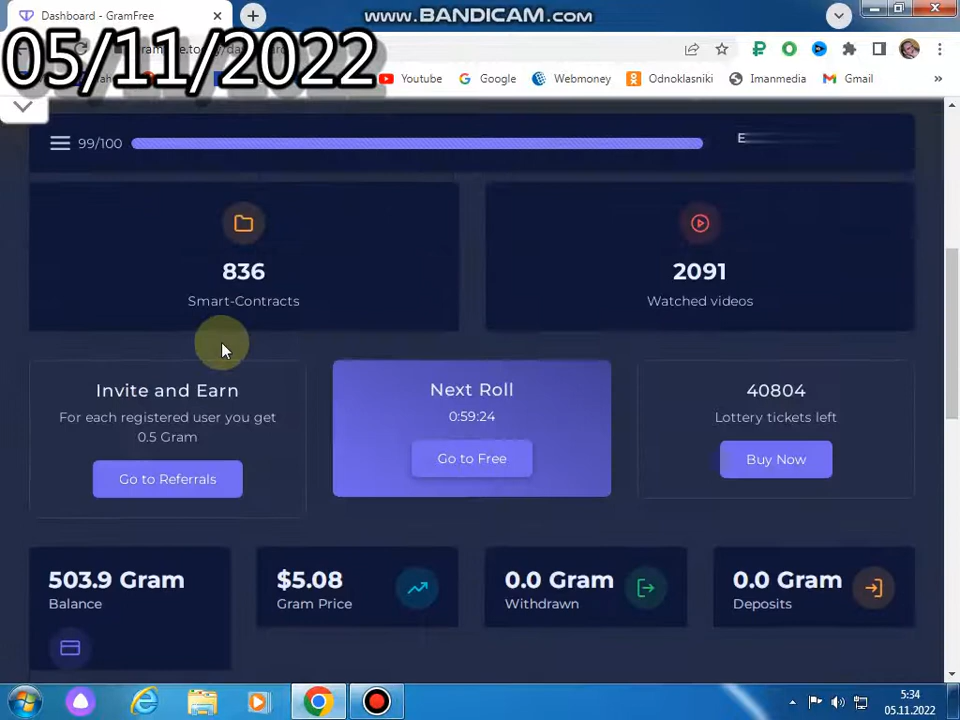 Dashboard - GramFree
www.BANDICAM.com
05/11/2022
Youtube
Google
Webmoney
Odnoklasniki
Imanmedia
Gmail
»
99/100
E
836
Smart-Contracts
2091
Watched videos
Invite and Earn
For each registered user you get
0.5 Gram
Go to Referrals
Next Roll
0:59:24
Go to Free
40804
Lottery tickets left
Buy Now
503.9 Gram
Balance
$5.08
Gram Price
0.0 Gram
Withdrawn
0.0 Gram
Deposits
5:34
05.11.2022